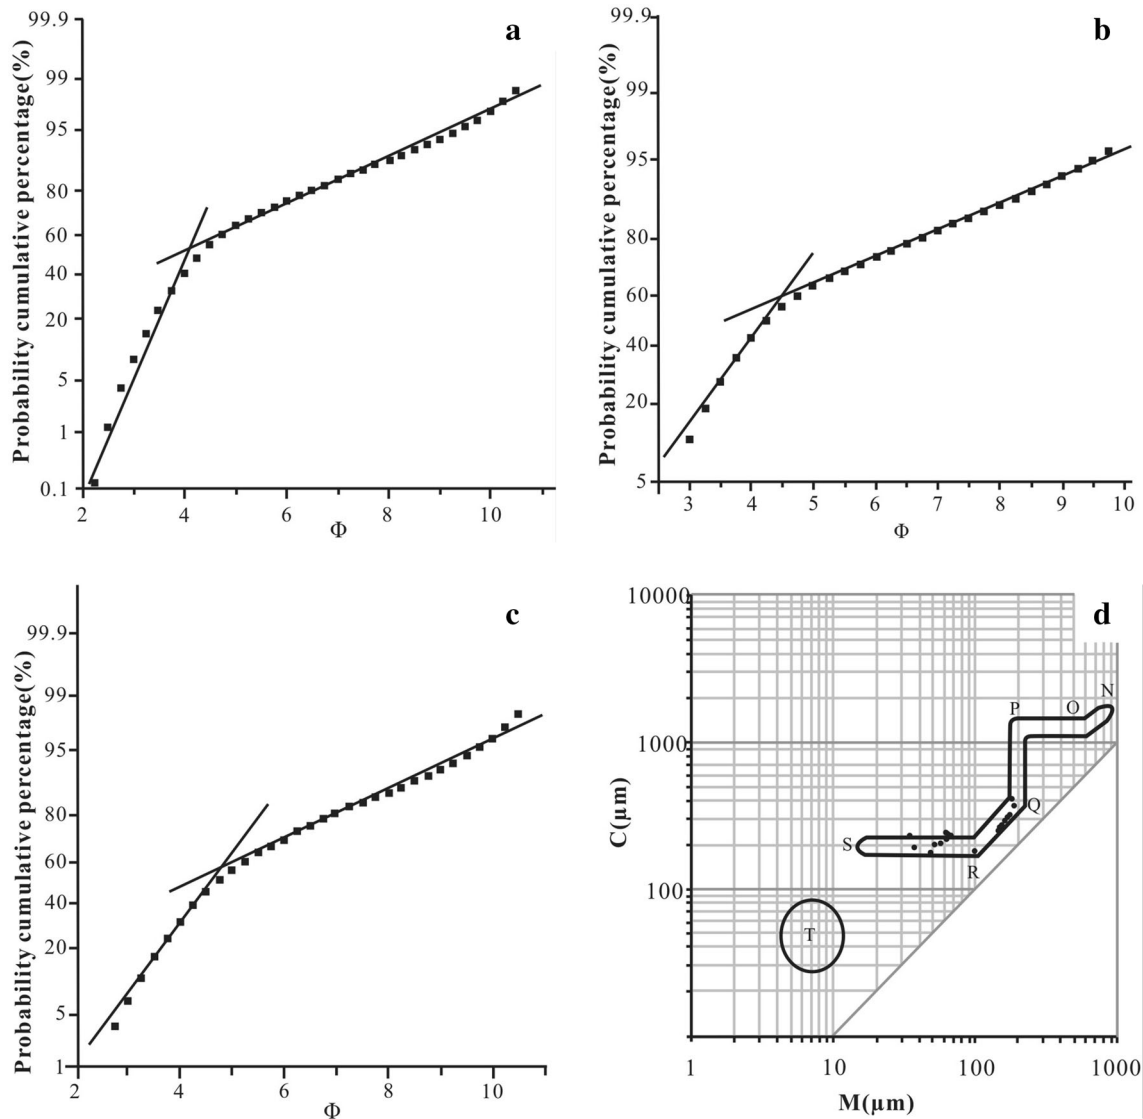 a
Probability cumulative percentage(%)
99.9
99
95
80
60
40
20
5
1
0.1
2 4 6 8 10
Φ
b
Probability cumulative percentage(%)
99.9
99
95
80
60
40
20
5
3 4 5 6 7 8 9 10
Φ
c
Probability cumulative percentage(%)
99.9
99
95
80
60
40
20
5
1
2 4 6 8 10
Φ
d
C(μm)
10000
1000
100
N
P O
Q
S
R
T
1 10 100 1000
M(μm)